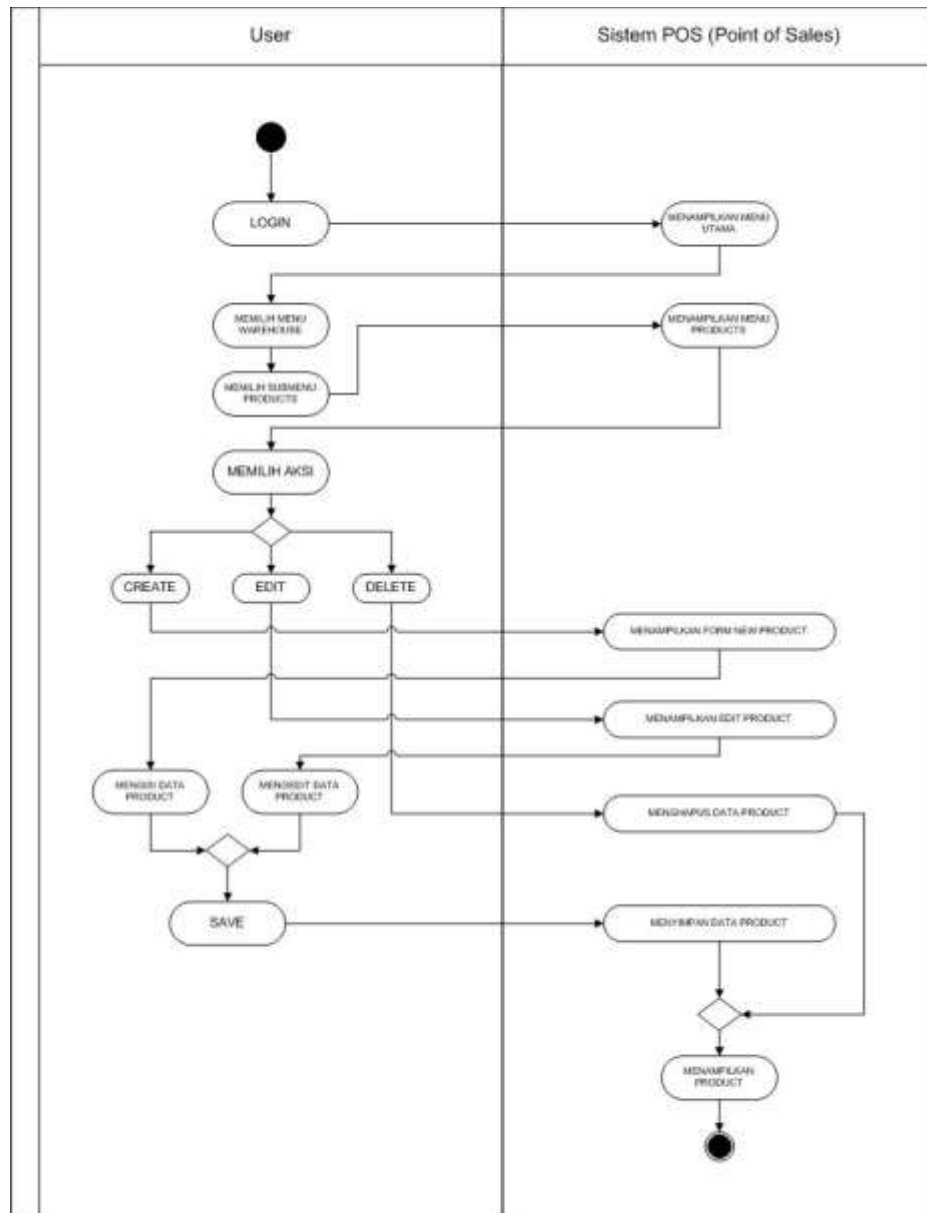 User
Sistem POS (Point of Sales)
LOGIN
MENAMPILKAN MENU
UTAMA
MEMILIH MENU
WAREHOUSE
MENAMPILKAN MENU
PRODUCTS
MEMILIH SUBMENU
PRODUCTS
MEMILIH AKSI
CREATE
EDIT
DELETE
MENAMPILKAN FORM NEW PRODUCT
MENAMPILKAN EDIT PRODUCT
MENGISI DATA
PRODUCT
MENGEDIT DATA
PRODUCT
MENGHAPUS DATA PRODUCT
SAVE
MENYIMPAN DATA PRODUCT
MENAMPILKAN
PRODUCT